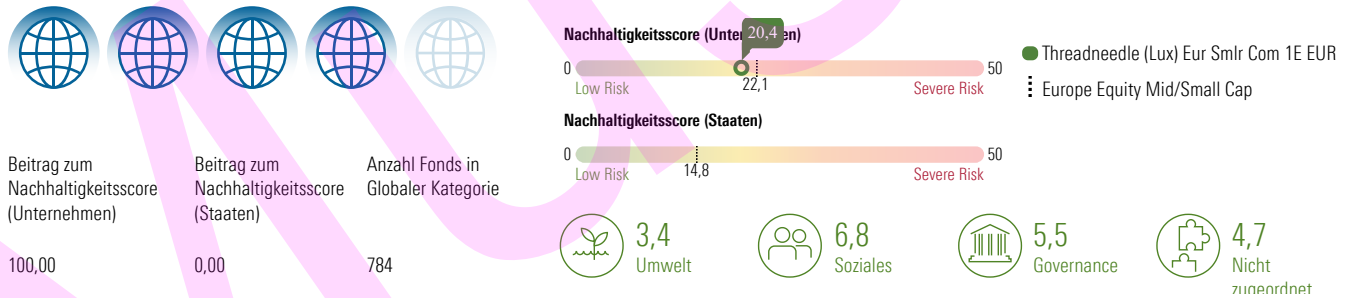 Nachhaltigkeitsscore (Unternehmen)
20,4
0
50
Low Risk
22,1
Severe Risk
Threadneedle (Lux) Eur Smlr Com 1E EUR
Europe Equity Mid/Small Cap
Nachhaltigkeitsscore (Staaten)
0
50
Low Risk
14,8
Severe Risk
Beitrag zum
Nachhaltigkeitsscore
(Unternehmen)
100,00
Beitrag zum
Nachhaltigkeitsscore
(Staaten)
0,00
Anzahl Fonds in
Globaler Kategorie
784
3,4
Umwelt
6,8
Soziales
5,5
Governance
4,7
Nicht
zugeordnet